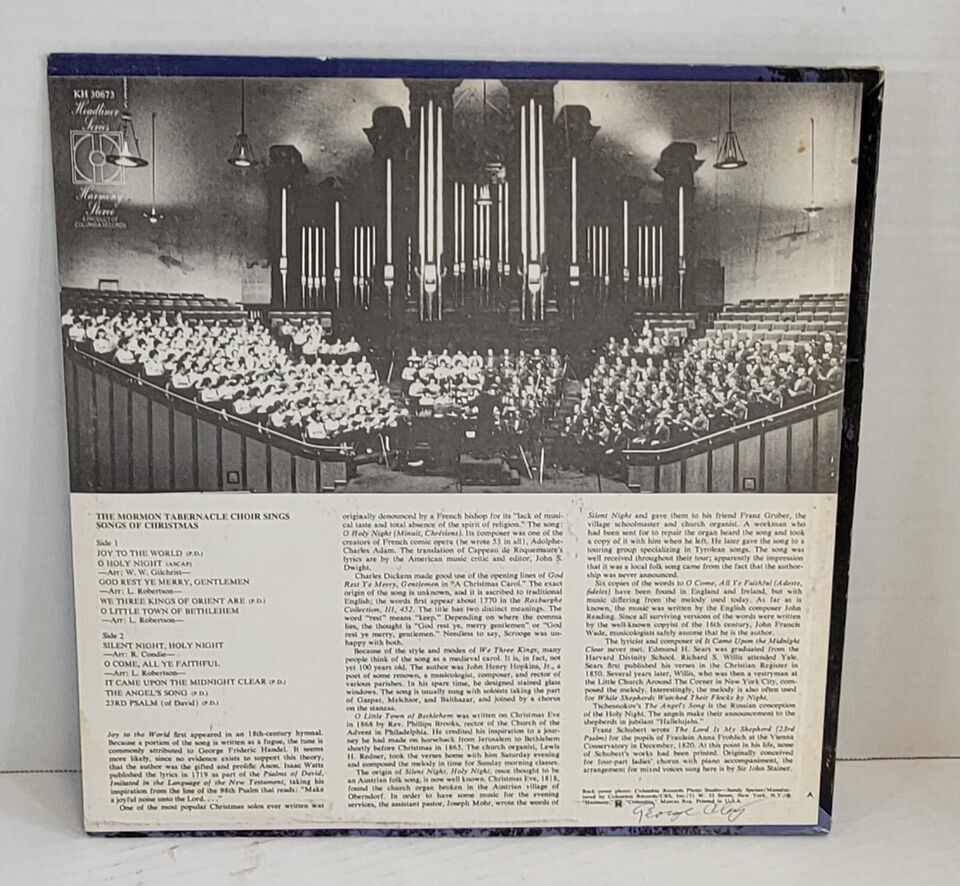 KH 30673
Headliner
Series
Harmony
Stereo
A PRODUCT OF
COLUMBIA RECORDS
THE MORMON TABERNACLE CHOIR SINGS
SONGS OF CHRISTMAS
Side 1
JOY TO THE WORLD (P.D.)
O HOLY NIGHT (ASCAP)
—Arr: W. W. Gilchrist—
GOD REST YE MERRY, GENTLEMEN
—Arr: L. Robertson—
WE THREE KINGS OF ORIENT ARE (P.D.)
O LITTLE TOWN OF BETHLEHEM
—Arr: L. Robertson—
Side 2
SILENT NIGHT, HOLY NIGHT
—Arr: R. Condie—
O COME, ALL YE FAITHFUL
—Arr: L. Robertson—
IT CAME UPON THE MIDNIGHT CLEAR (P.D.)
THE ANGEL'S SONG (P.D.)
23RD PSALM (of David) (P.D.)
Joy to the World first appeared in an 18th-century hymnal.
Because a portion of the song is written as a fugue, the tune is
commonly attributed to George Frideric Handel. It seems
more likely, since no evidence exists to support this theory,
that the author was the gifted and prolific Anon. Isaac Watts
published the lyrics in 1719 as part of the Psalms of David,
Imitated in the Language of the New Testament, taking his
inspiration from the line of the 98th Psalm that reads: "Make
a joyful noise unto the Lord. . . ."
One of the most popular Christmas solos ever written was
originally denounced by a French bishop for its "lack of musi-
cal taste and total absence of the spirit of religion." The song:
O Holy Night (Minuit, Chrétiens). Its composer was one of the
creators of French comic opera (he wrote 53 in all), Adolphe-
Charles Adam. The translation of Cappeau de Roquemaure's
lyrics are by the American music critic and editor, John S.
Dwight.
Charles Dickens made good use of the opening lines of God
Rest Ye Merry, Gentlemen in "A Christmas Carol." The exact
origin of the song is unknown, and it is ascribed to traditional
English; the words first appear about 1770 in the Roxburghe
Collection, III, 452. The title has two distinct meanings. The
word "rest" means "keep." Depending on where the comma
lies, the thought is "God rest ye, merry gentlemen" or "God
rest ye merry, gentlemen." Needless to say, Scrooge was un-
happy with both.
Because of the style and modes of We Three Kings, many
people think of the song as a medieval carol. It is, in fact, not
yet 100 years old. The author was John Henry Hopkins, Jr., a
poet of some renown, a musicologist, composer, and rector of
various parishes. In his spare time, he designed stained glass
windows. The song is usually sung with soloists taking the part
of Gaspar, Melchior, and Balthazar, and joined by a chorus
on the stanzas.
O Little Town of Bethlehem was written on Christmas Eve
in 1868 by Rev. Phillips Brooks, rector of the Church of the
Advent in Philadelphia. He credited his inspiration to a jour-
ney he had made on horseback from Jerusalem to Bethlehem
shortly before Christmas in 1863. The church organist, Lewis
H. Redner, took the verses home with him Saturday evening
and compound the melody in time for Sunday morning classes.
The origin of Silent Night, Holy Night, once thought to be
an Austrian folk song, is now well known. Christmas Eve, 1818,
found the church organ broken in the Austrian village of
Oberndorf. In order to have some music for the evening
services, the assistant pastor, Joseph Mohr, wrote the words of
Silent Night and gave them to his friend Franz Gruber, the
village schoolmaster and church organist. A workman who
had been sent for to repair the organ heard the song and took
a copy of it with him when he left. He later gave the song to a
touring group specializing in Tyrolean songs. The song was
well received throughout their tour; apparently the impression
that it was a local folk song came from the fact that the author-
ship was never announced.
Six copies of the words to O Come, All Ye Faithful (Adeste,
fideles) have been found in England and Ireland, but with
music differing from the melody used today. As far as is
known, the music was written by the English composer John
Reading. Since all surviving versions of the words were written
by the well-known copyist of the 16th century, John Francis
Wade, musicologists safely assume that he is the author.
The lyricist and composer of It Came Upon the Midnight
Clear never met. Edmund H. Sears was graduated from the
Harvard Divinity School, Richard S. Willis attended Yale.
Sears first published his verses in the Christian Register in
1850. Several years later, Willis, who was then a vestryman at
the Little Church Around The Corner in New York City, com-
posed the melody. Interestingly, the melody is also often used
for While Shepherds Watched Their Flocks by Night.
Tschesnokov's The Angel's Song is the Russian conception
of the Holy Night. The angels make their announcement to the
shepherds in jubilant "Hallelujahs."
Franz Schubert wrote The Lord Is My Shepherd (23rd
Psalm) for the pupils of Fraulein Anna Frohlich at the Vienna
Conservatory in December, 1820. At this point in his life, none
of Schubert's works had been printed. Originally conceived
for four-part ladies' chorus with piano accompaniment, the
arrangement for mixed voices sung here is by Sir John Stainer.
Back cover photo: Columbia Records Photo Studio—Sandy Speiser/Manufac-
tured by Columbia Records/CBS, Inc./51 W. 52 Street, New York, N.Y./®
"Harmony," "Columbia," Marcas Reg. Printed in U.S.A.
A
George